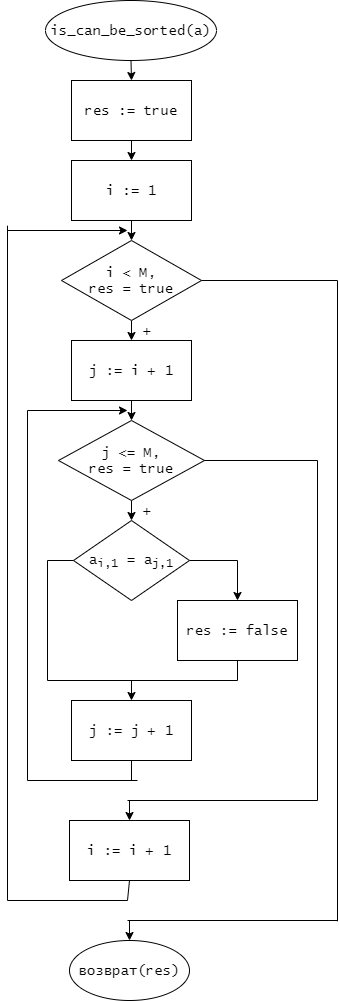 is_can_be_sorted(a)
res := true
i := 1
i < M,
res = true
+
j := i + 1
j <= M,
res = true
+
aᵢ,₁ = aⱼ,₁
res := false
j := j + 1
i := i + 1
возврат(res)